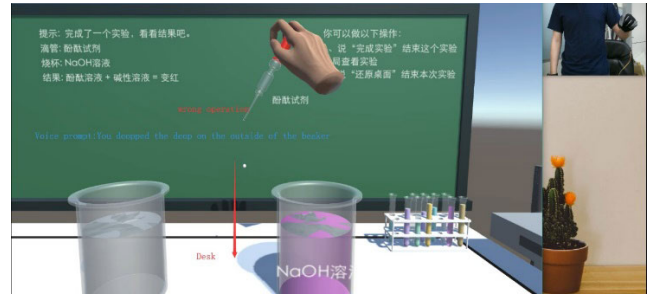 提示: 完成了一个实验，看看结果吧。
滴管: 酚酞试剂
烧杯: NaOH溶液
结果: 酚酞溶液 + 碱性溶液 = 变红
你可以做以下操作:
、说 “完成实验” 结束这个实验
局查看实验
“还原桌面” 结束本次实验
酚酞试剂
Wrong operation
Voice prompt:You dropped the drop on the outside of the beaker
Desk
NaOH溶